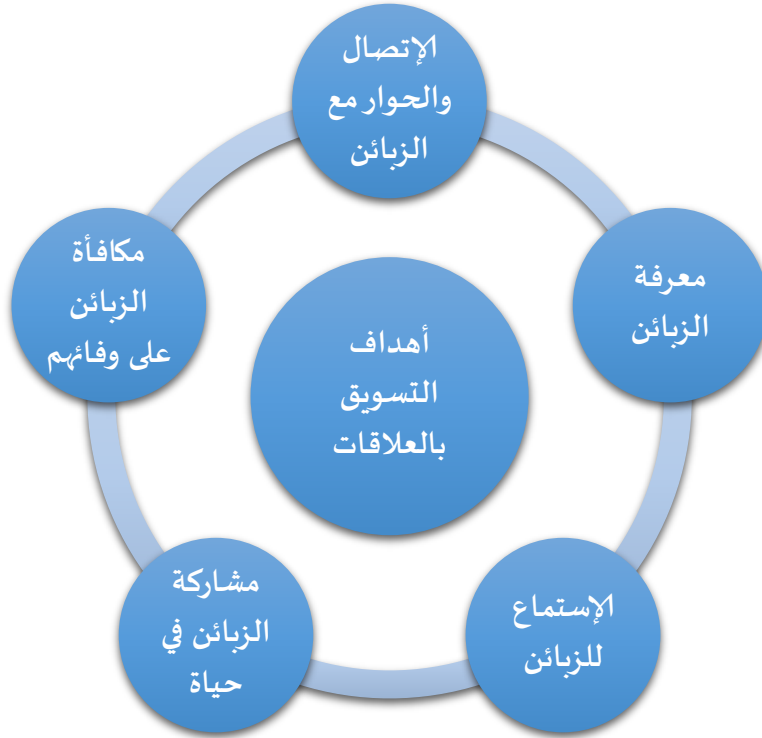 الإتصال
والحوار مع
الزبائن
معرفة
الزبائن
الإستماع
للزبائن
مشاركة
الزبائن في
حياة
مكافأة
الزبائن
على وفائهم
أهداف
التسويق
بالعلاقات